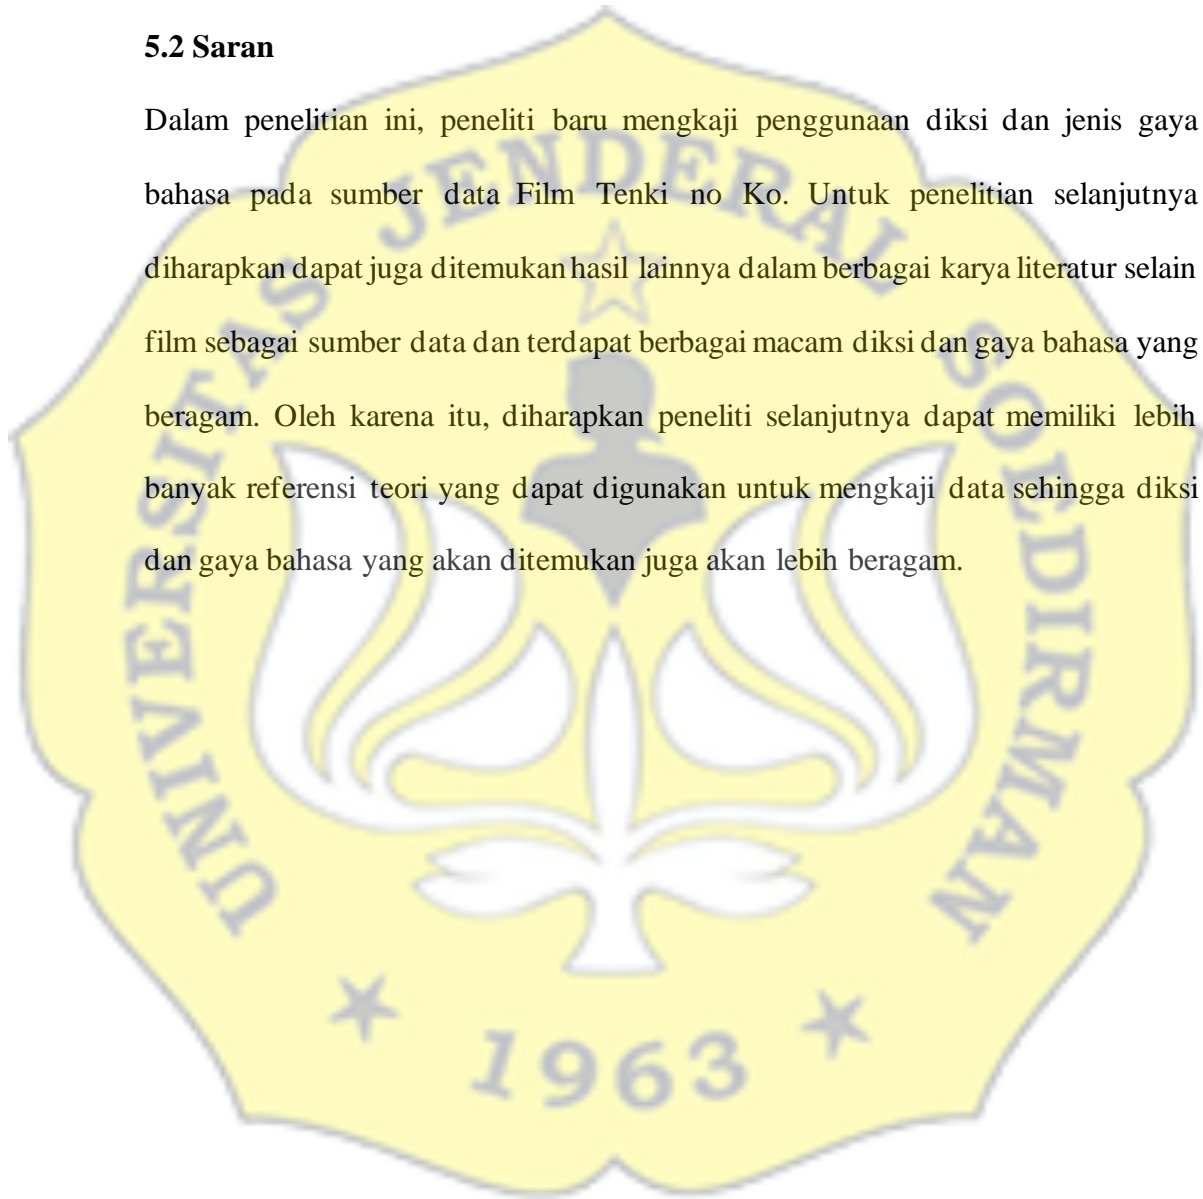 5.2 Saran
Dalam penelitian ini, peneliti baru mengkaji penggunaan diksi dan jenis gaya
bahasa pada sumber data Film Tenki no Ko. Untuk penelitian selanjutnya
diharapkan dapat juga ditemukan hasil lainnya dalam berbagai karya literatur selain
film sebagai sumber data dan terdapat berbagai macam diksi dan gaya bahasa yang
beragam. Oleh karena itu, diharapkan peneliti selanjutnya dapat memiliki lebih
banyak referensi teori yang dapat digunakan untuk mengkaji data sehingga diksi
dan gaya bahasa yang akan ditemukan juga akan lebih beragam.
UNIVERSITAS JENDERAL SOEDIRMAN
1963